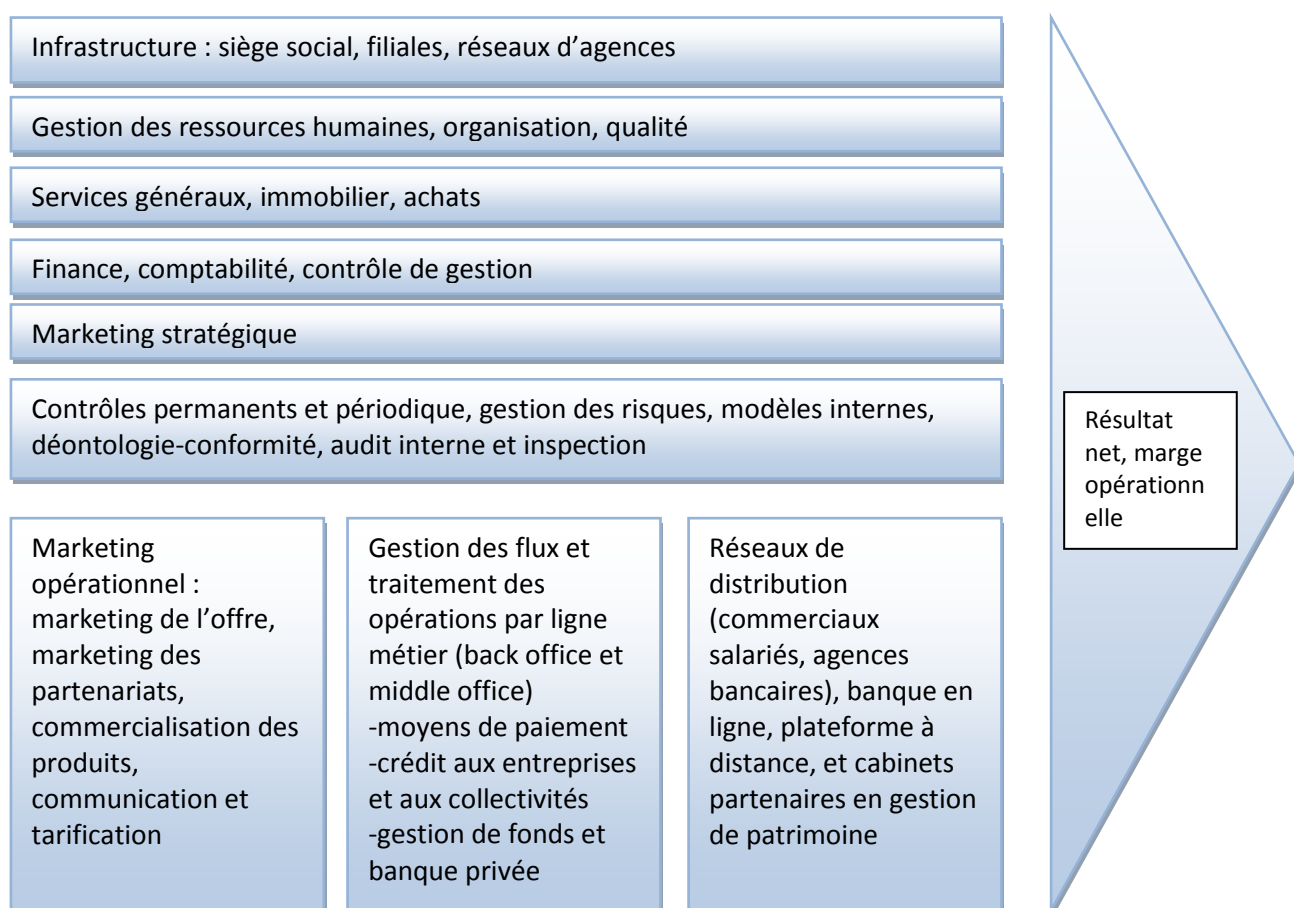 Infrastructure : siège social, filiales, réseaux d’agences
Gestion des ressources humaines, organisation, qualité
Services généraux, immobilier, achats
Finance, comptabilité, contrôle de gestion
Marketing stratégique
Contrôles permanents et périodique, gestion des risques, modèles internes,
déontologie-conformité, audit interne et inspection
Marketing
opérationnel :
marketing de l’offre,
marketing des
partenariats,
commercialisation des
produits,
communication et
tarification
Gestion des flux et
traitement des
opérations par ligne
métier (back office et
middle office)
-moyens de paiement
-crédit aux entreprises
et aux collectivités
-gestion de fonds et
banque privée
Réseaux de
distribution
(commerciaux
salariés, agences
bancaires), banque en
ligne, plateforme à
distance, et cabinets
partenaires en gestion
de patrimoine
Résultat
net, marge
opérationn
elle